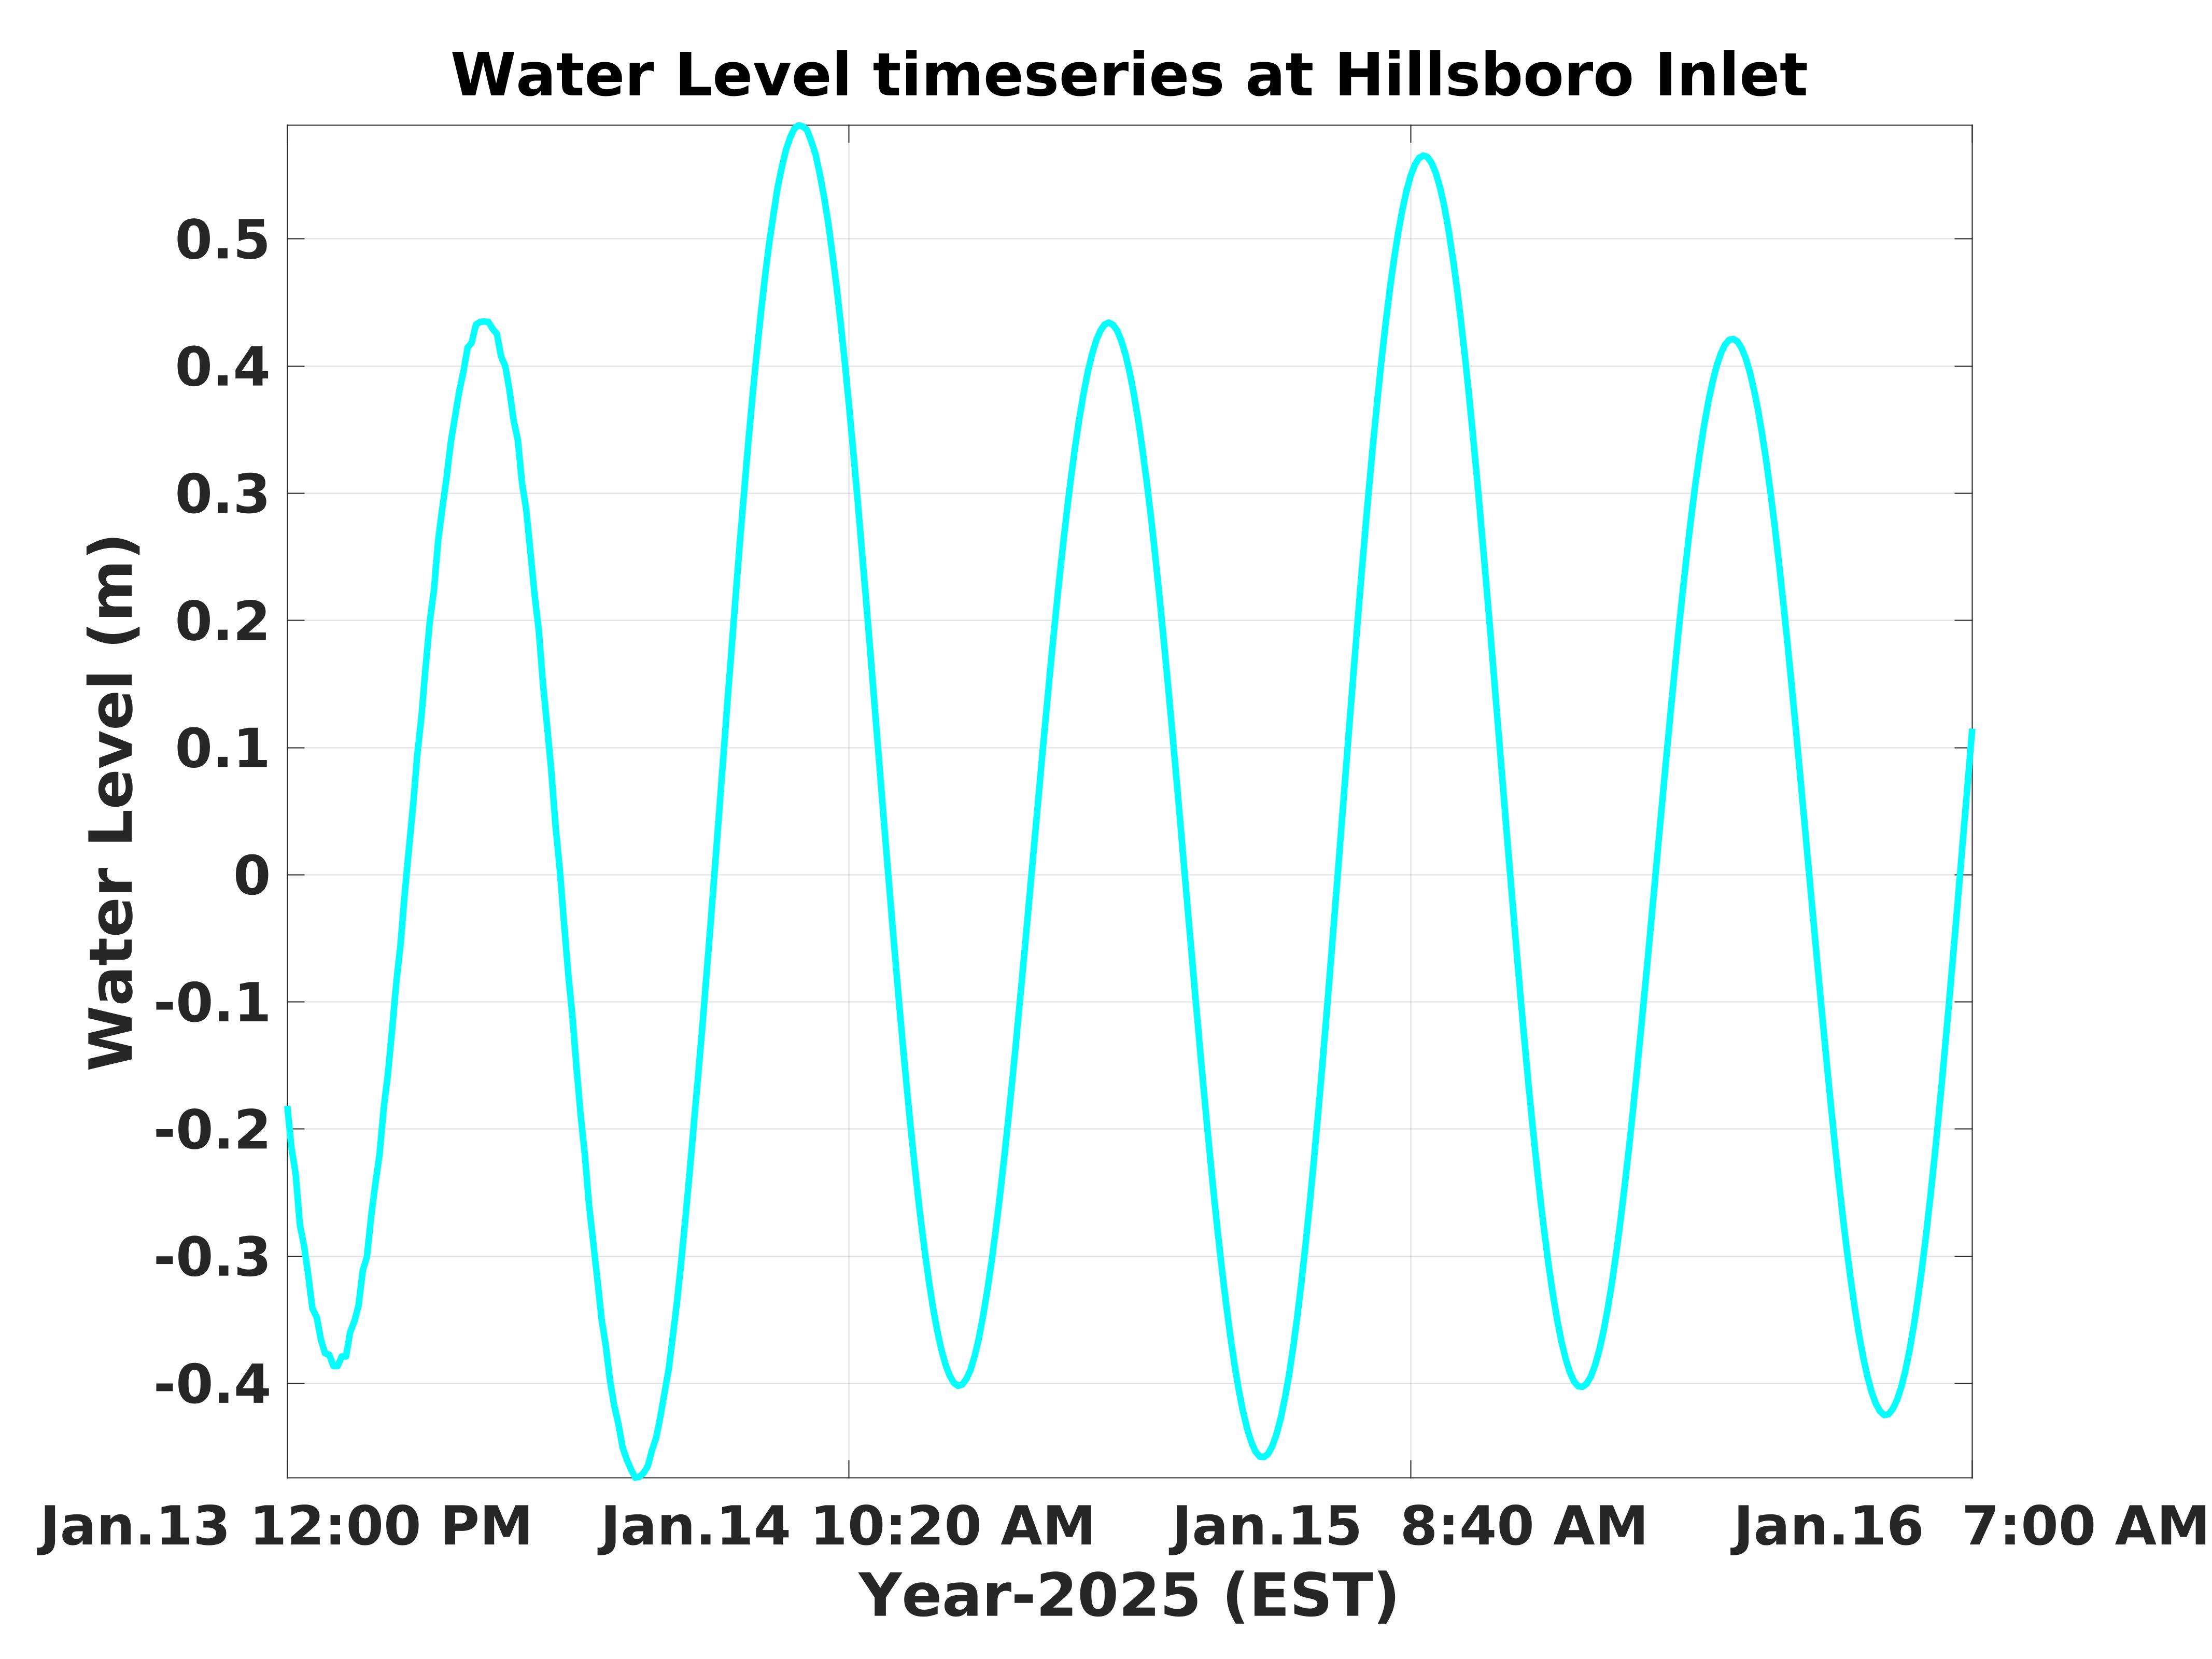 Water Level timeseries at Hillsboro Inlet
Water Level (m)
0.5
0.4
0.3
0.2
0.1
0
-0.1
-0.2
-0.3
-0.4
Jan.13 12:00 PM Jan.14 10:20 AM Jan.15 8:40 AM Jan.16 7:00 AM
Year-2025 (EST)